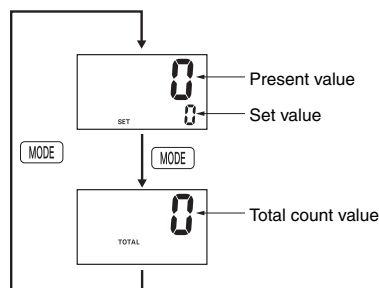 0
Present value
0
Set value
SET
MODE
MODE
0
Total count value
TOTAL